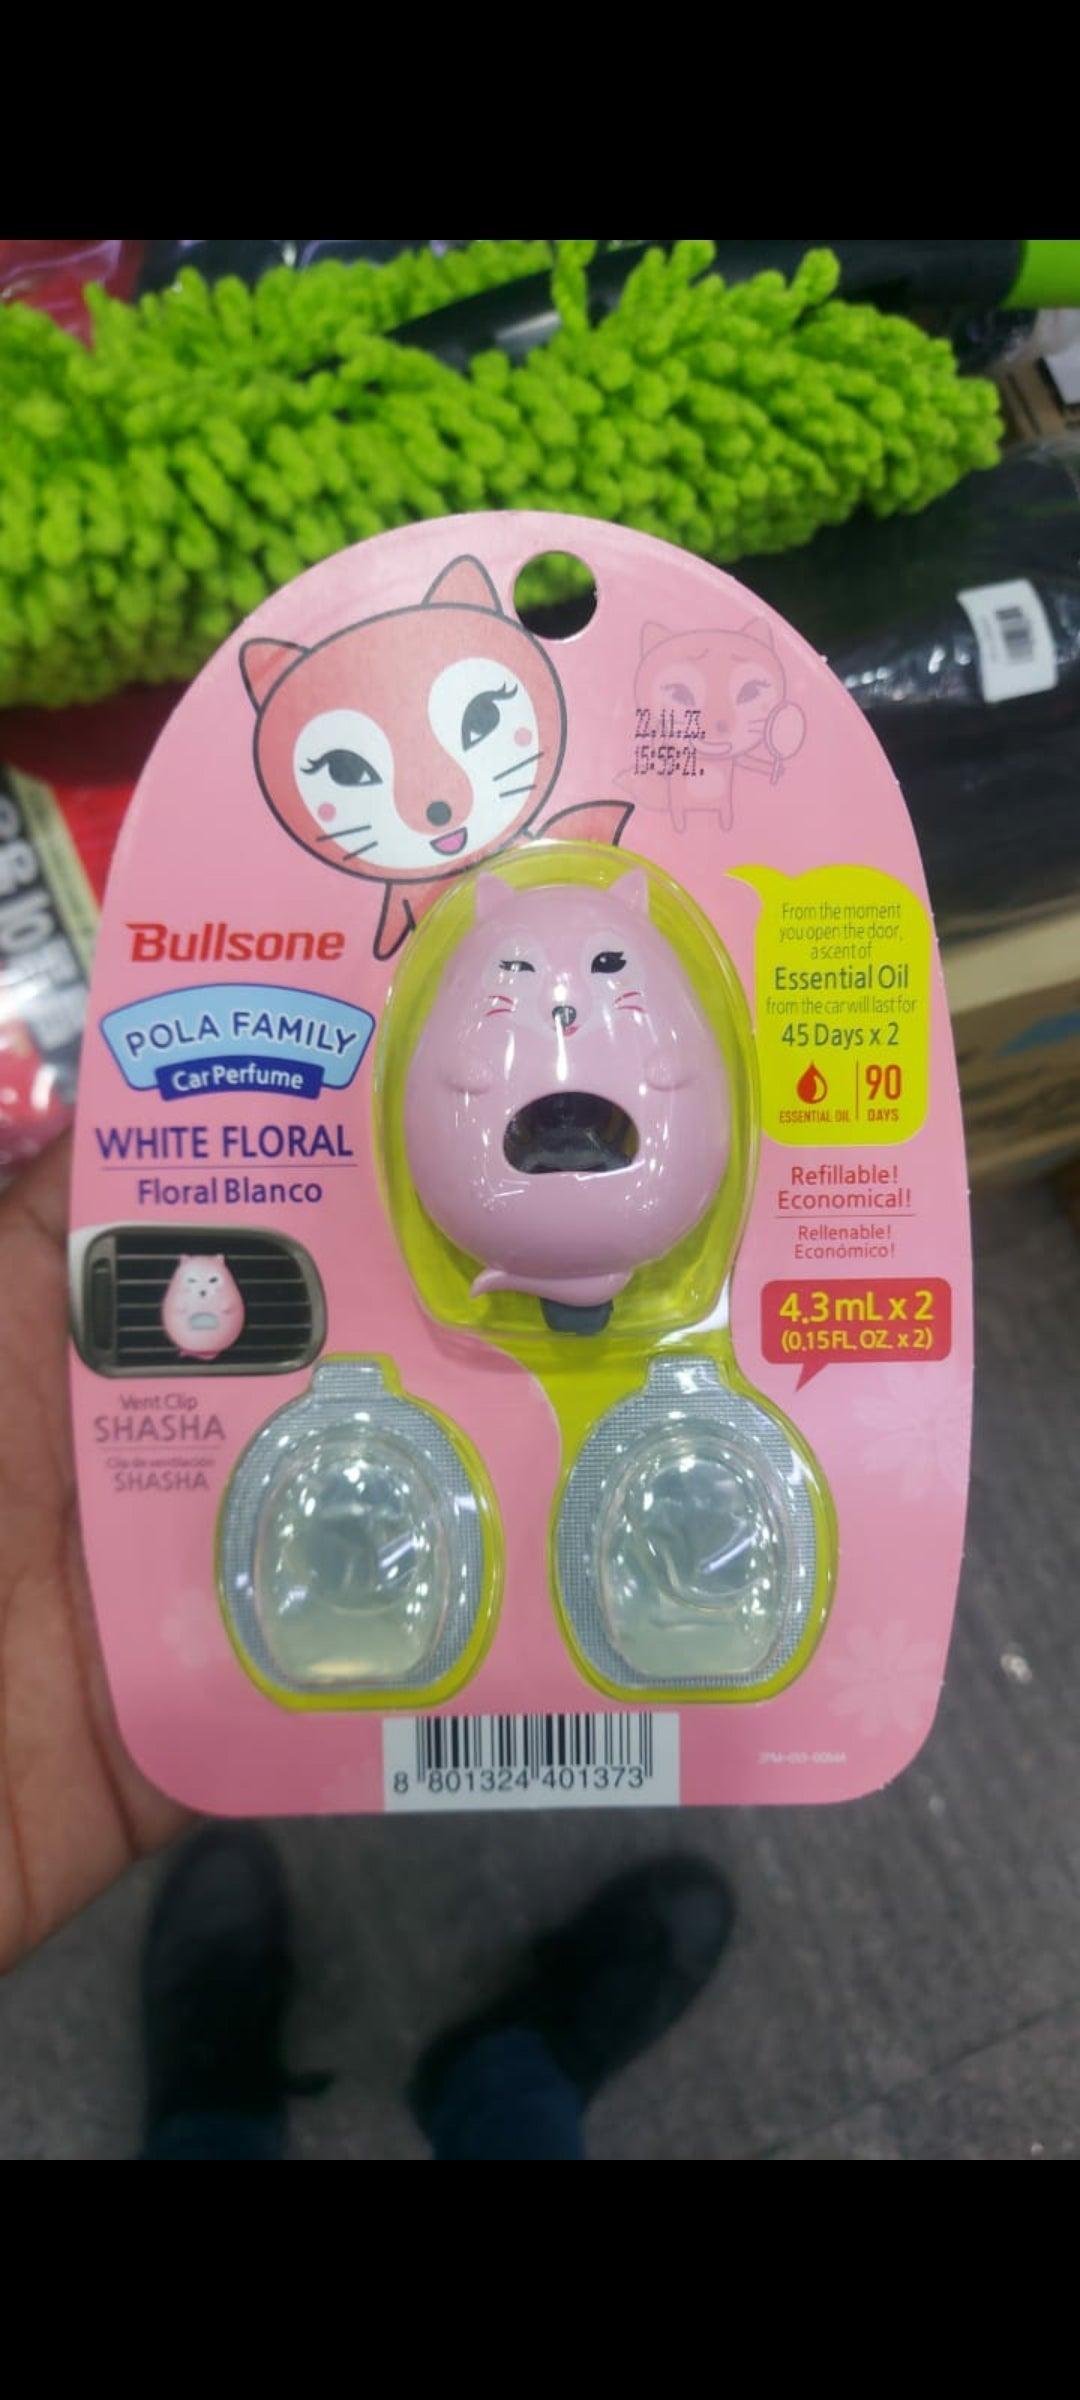 22.11.23.
15:55:21.
Bullsone
POLA FAMILY
Car Perfume
WHITE FLORAL
Floral Blanco
From the moment
you open the door,
a scent of
Essential Oil
from the car will last for
45 Days x 2
ESSENTIAL OIL
90
DAYS
Refillable!
Economical!
Rellenable!
Económico!
4.3 mL x 2
(0.15 FL. OZ. x 2)
Vent Clip
SHASHA
Clip de ventilación
SHASHA
8 801324 401373